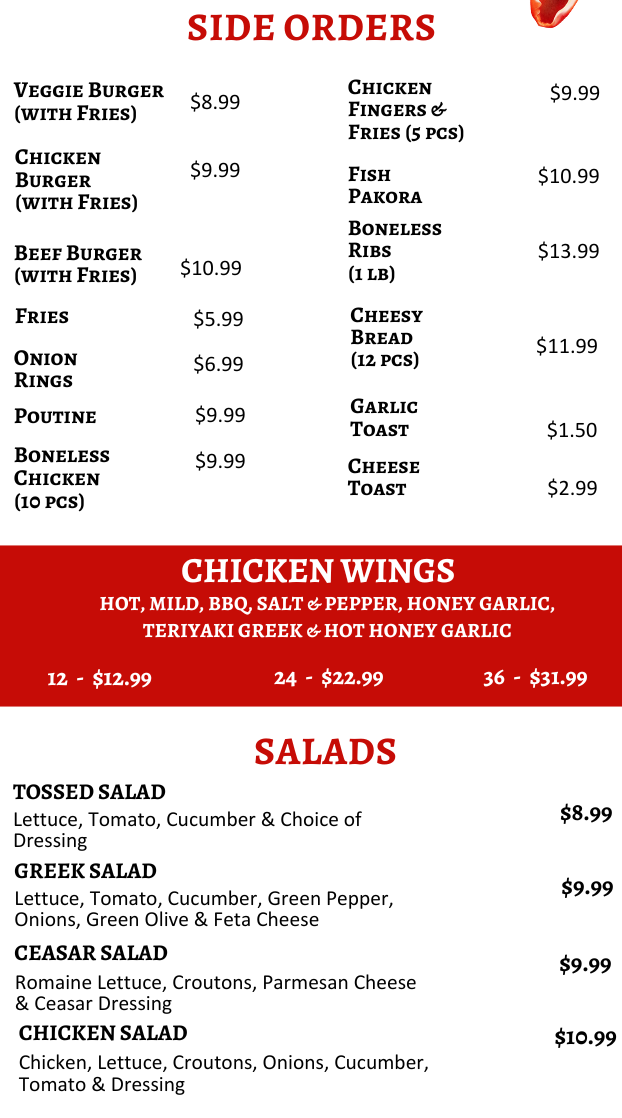 SIDE ORDERS
VEGGIE BURGER
(WITH FRIES)
$8.99
CHICKEN
BURGER
(WITH FRIES)
$9.99
BEEF BURGER
(WITH FRIES)
$10.99
FRIES
$5.99
ONION
RINGS
$6.99
POUTINE
$9.99
BONELESS
CHICKEN
(10 PCS)
$9.99
CHICKEN
FINGERS &
FRIES (5 PCS)
$9.99
FISH
PAKORA
$10.99
BONELESS
RIBS
(1 LB)
$13.99
CHEESY
BREAD
(12 PCS)
$11.99
GARLIC
TOAST
$1.50
CHEESE
TOAST
$2.99
CHICKEN WINGS
HOT, MILD, BBQ, SALT & PEPPER, HONEY GARLIC,
TERIYAKI GREEK & HOT HONEY GARLIC
12 - $12.99
24 - $22.99
36 - $31.99
SALADS
TOSSED SALAD
Lettuce, Tomato, Cucumber & Choice of
Dressing
$8.99
GREEK SALAD
Lettuce, Tomato, Cucumber, Green Pepper,
Onions, Green Olive & Feta Cheese
$9.99
CEASAR SALAD
Romaine Lettuce, Croutons, Parmesan Cheese
& Ceasar Dressing
$9.99
CHICKEN SALAD
Chicken, Lettuce, Croutons, Onions, Cucumber,
Tomato & Dressing
$10.99